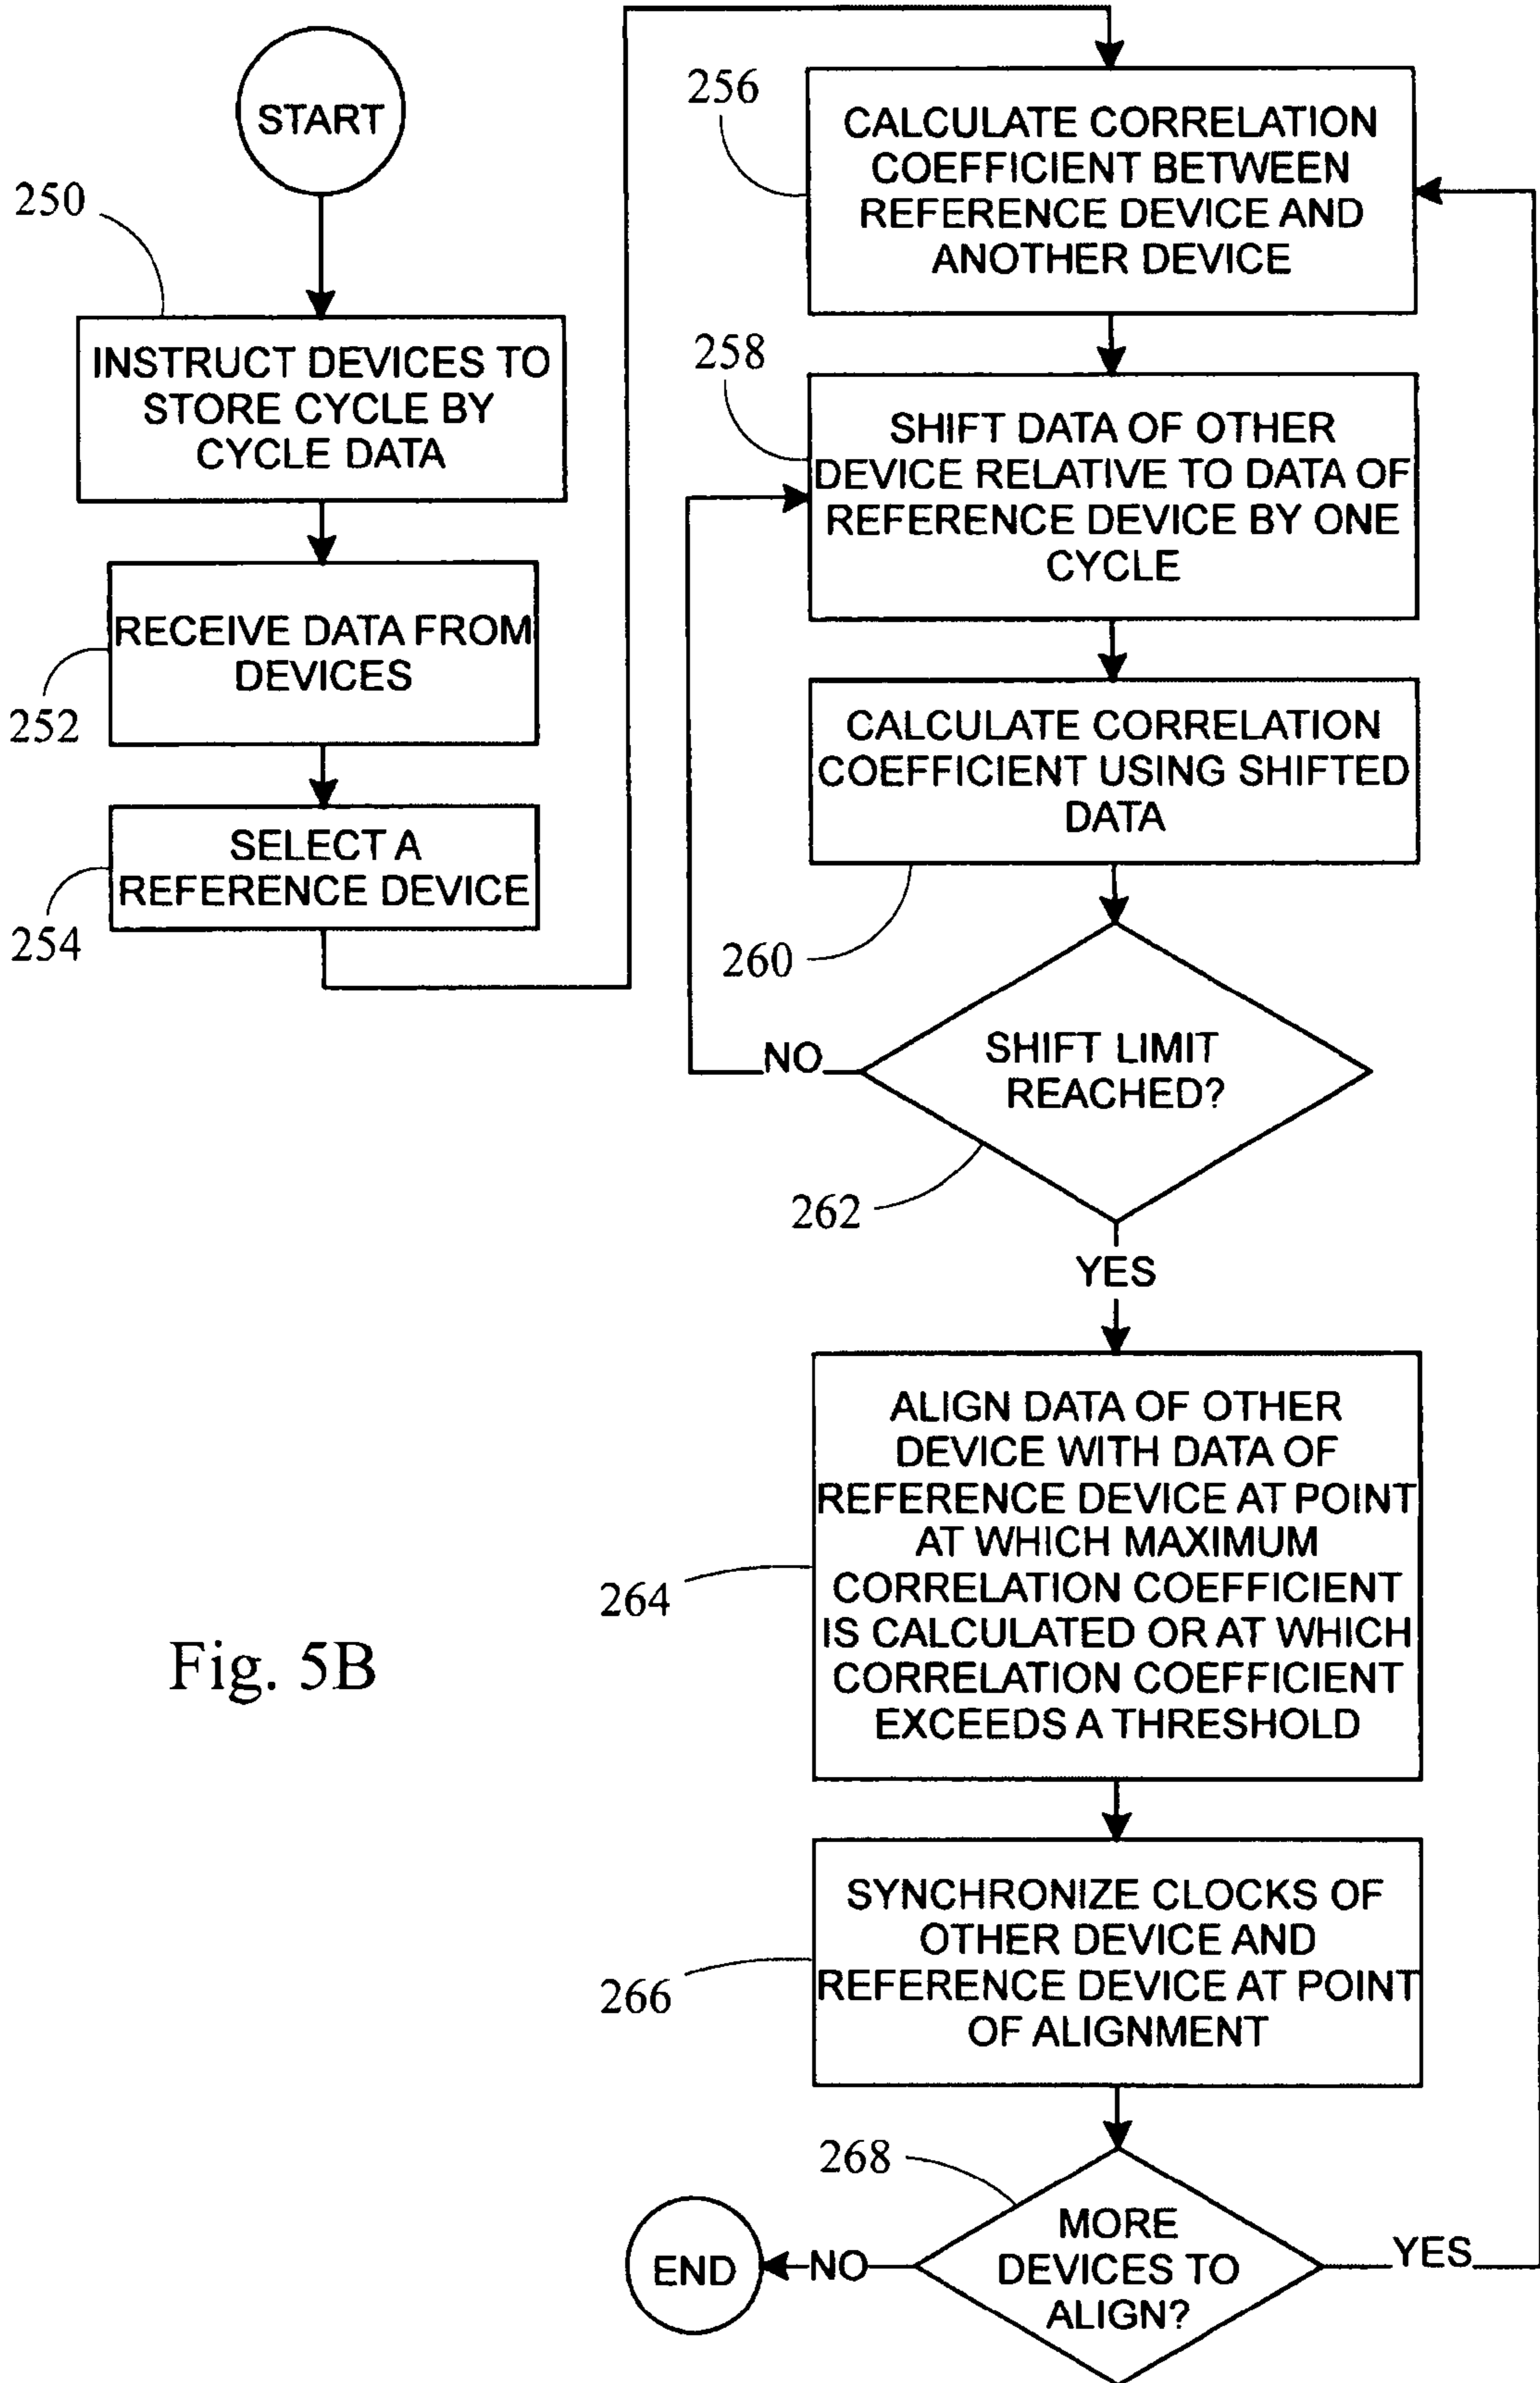 START
250
INSTRUCT DEVICES TO
STORE CYCLE BY
CYCLE DATA
RECEIVE DATA FROM
DEVICES
252
SELECT A
REFERENCE DEVICE
254
256
CALCULATE CORRELATION
COEFFICIENT BETWEEN
REFERENCE DEVICE AND
ANOTHER DEVICE
258
SHIFT DATA OF OTHER
DEVICE RELATIVE TO DATA OF
REFERENCE DEVICE BY ONE
CYCLE
CALCULATE CORRELATION
COEFFICIENT USING SHIFTED
DATA
260
SHIFT LIMIT
REACHED?
NO
262
YES
ALIGN DATA OF OTHER
DEVICE WITH DATA OF
REFERENCE DEVICE AT POINT
AT WHICH MAXIMUM
CORRELATION COEFFICIENT
IS CALCULATED OR AT WHICH
CORRELATION COEFFICIENT
EXCEEDS A THRESHOLD
264
Fig. 5B
SYNCHRONIZE CLOCKS OF
OTHER DEVICE AND
REFERENCE DEVICE AT POINT
OF ALIGNMENT
266
268
MORE
DEVICES TO
ALIGN?
YES
NO
END